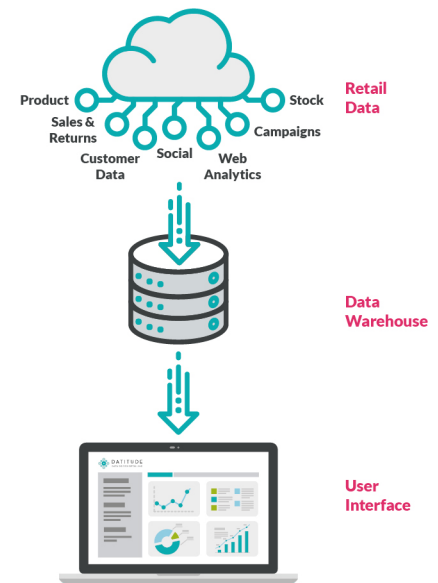 Retail
Data
Product
Stock
Sales &
Returns
Campaigns
Customer
Data
Social
Web
Analytics
Data
Warehouse
User
Interface
DATITUDE